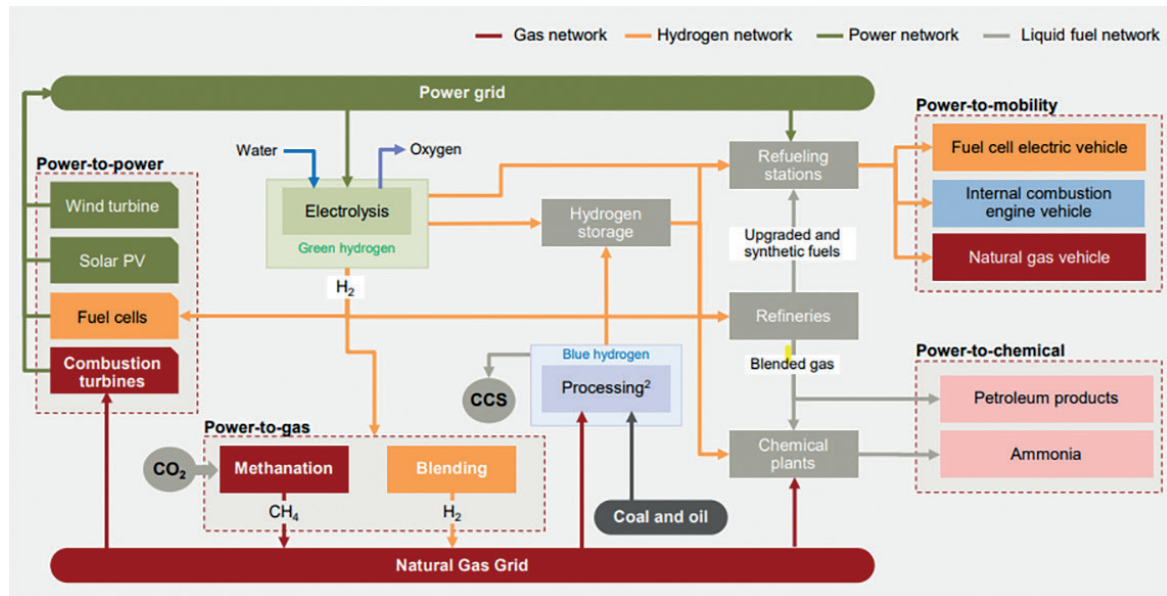 Gas network
Hydrogen network
Power network
Liquid fuel network
Power grid
Power-to-mobility
Fuel cell electric vehicle
Internal combustion
engine vehicle
Natural gas vehicle
Water
Oxygen
Refueling
stations
Power-to-power
Wind turbine
Solar PV
Fuel cells
Combustion
turbines
Electrolysis
Green hydrogen
Hydrogen
storage
Upgraded and
synthetic fuels
H₂
Refineries
Blue hydrogen
Processing²
CCS
Blended gas
Power-to-chemical
Petroleum products
Ammonia
Chemical
plants
Power-to-gas
CO₂
Methanation
Blending
CH₄
H₂
Coal and oil
Natural Gas Grid